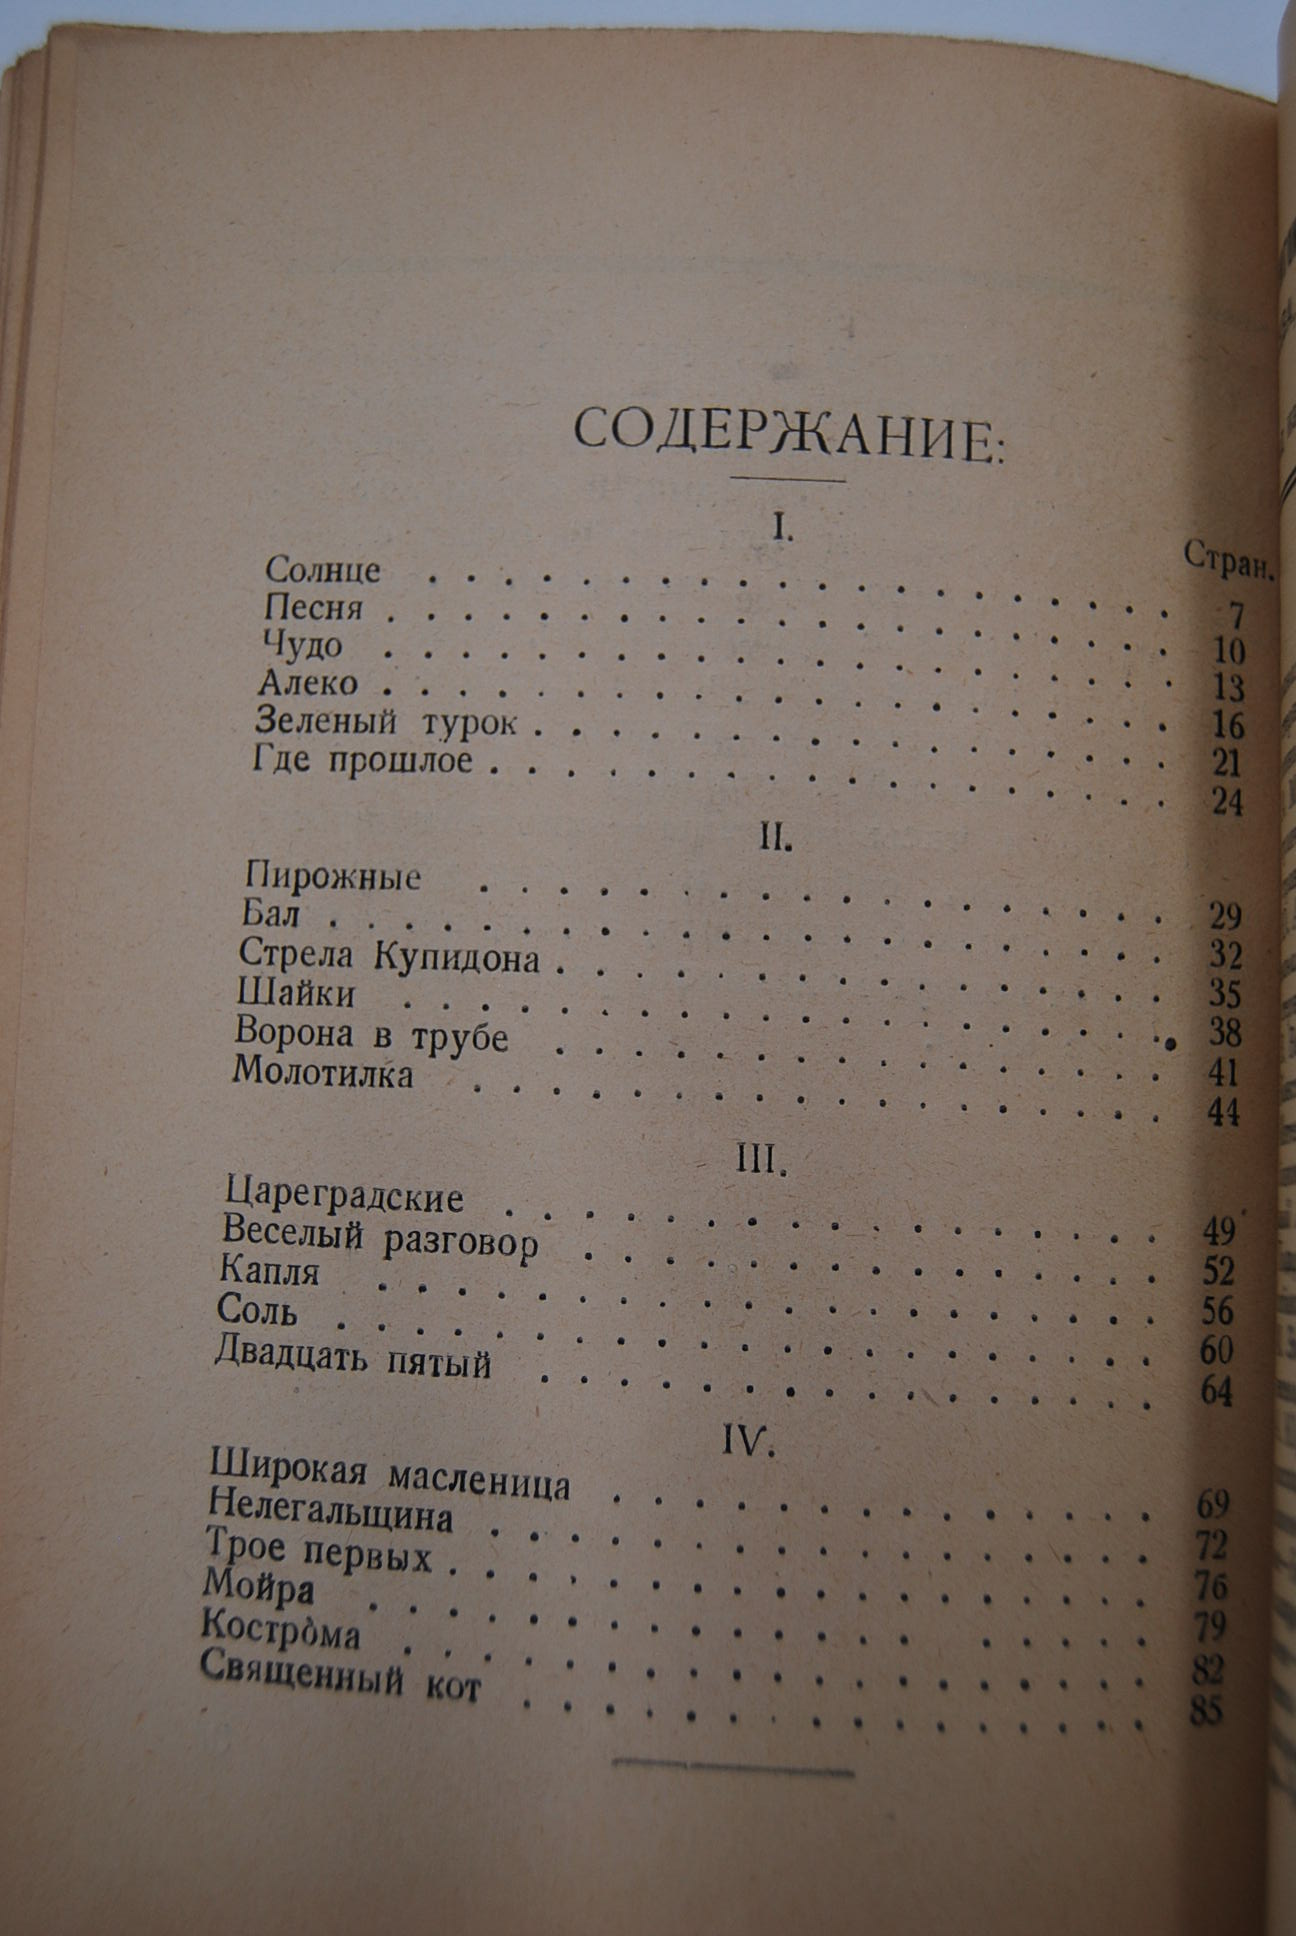 СОДЕРЖАНИЕ:
I.
Стран.
Солнце . . . . . . . . . . . . . . . . . . . . 7
Песня . . . . . . . . . . . . . . . . . . . . . 10
Чудо . . . . . . . . . . . . . . . . . . . . . 13
Алеко . . . . . . . . . . . . . . . . . . . . . 16
Зеленый турок . . . . . . . . . . . . . . . . . 21
Где прошлое . . . . . . . . . . . . . . . . . . 24
II.
Пирожные . . . . . . . . . . . . . . . . . . 29
Бал . . . . . . . . . . . . . . . . . . . . . . 32
Стрела Купидона . . . . . . . . . . . . . . . . 35
Шайки . . . . . . . . . . . . . . . . . . . . 38
Ворона в трубе . . . . . . . . . . . . . . . . 41
Молотилка . . . . . . . . . . . . . . . . . . 44
III.
Цареградские . . . . . . . . . . . . . . . . . 49
Веселый разговор . . . . . . . . . . . . . . . 52
Капля . . . . . . . . . . . . . . . . . . . . 56
Соль . . . . . . . . . . . . . . . . . . . . . 60
Двадцать пятый . . . . . . . . . . . . . . . . 64
IV.
Широкая масленица . . . . . . . . . . . . . . 69
Нелегальщина . . . . . . . . . . . . . . . . . 72
Трое первых . . . . . . . . . . . . . . . . . . 76
Мойра . . . . . . . . . . . . . . . . . . . . 79
Кострома . . . . . . . . . . . . . . . . . . . 82
Священный кот . . . . . . . . . . . . . . . . 85